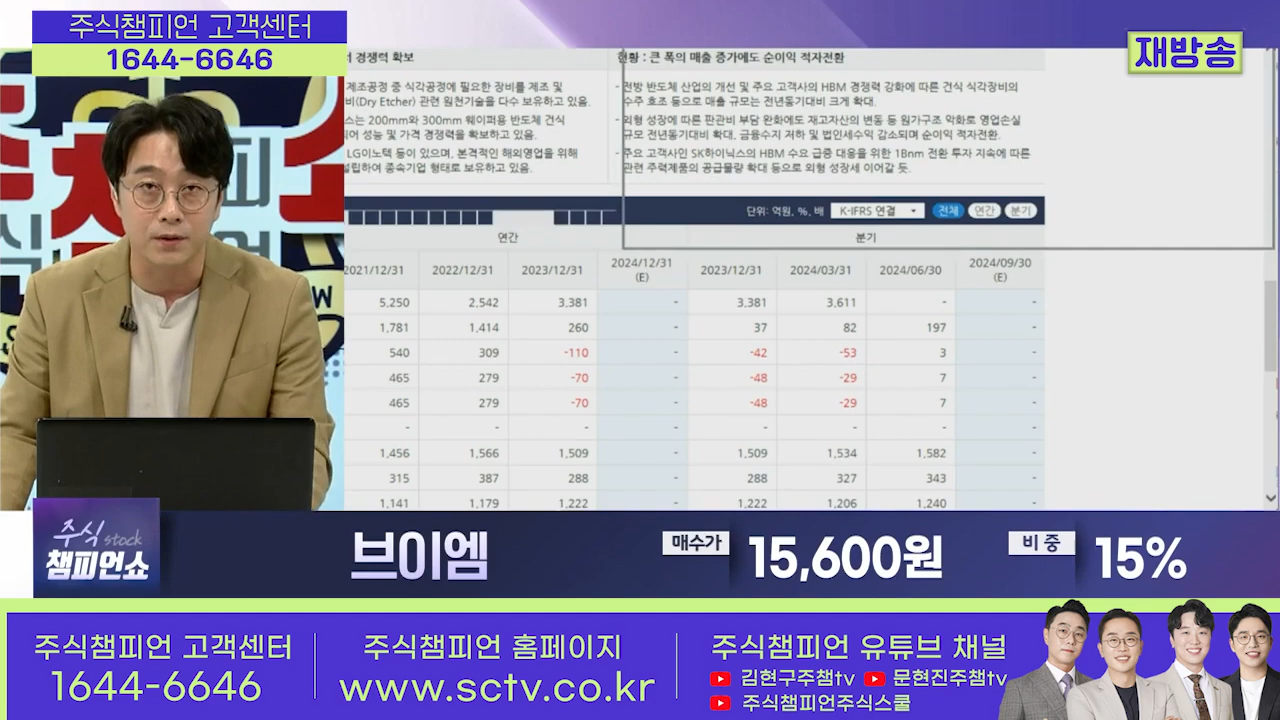 주식챔피언 고객센터
1644-6646
재방송
경쟁력 확보
제조공정 중 식각공정에 필요한 장비를 제조 및
비(Dry Etcher) 관련 원천기술을 다수 보유하고 있음.
스는 200mm와 300mm 웨이퍼용 반도체 건식
성능 및 가격 경쟁력을 확보하고 있음.
LG이노텍 등이 있으며, 본격적인 해외영업을 위해
설립하여 종속기업 형태로 보유하고 있음.
현황 : 큰 폭의 매출 증가에도 순이익 적자전환
- 전방 반도체 산업의 개선 및 주요 고객사의 HBM 경쟁력 강화에 따른 건식 식각장비의
수주 호조 등으로 매출 규모는 전년동기대비 크게 확대.
- 외형 성장에 따른 판관비 부담 완화에도 재고자산의 변동 등 원가구조 악화로 영업손실
규모 전년동기대비 확대, 금융수지 저하 및 법인세수익 감소되며 순이익 적자전환.
- 주요 고객사인 SK하이닉스의 HBM 수요 급증 대응을 위한 1Bnm 전환 투자 지속에 따른
관련 주력제품의 공급물량 확대 등으로 외형 성장세 이어갈 듯.
단위: 억원, %, 배 K-IFRS 연결 전체 연간 분기
연간 분기
2021/12/31 2022/12/31 2023/12/31 2024/12/31 (E) 2023/12/31 2024/03/31 2024/06/30 2024/09/30 (E)
5,250 2,542 3,381 - 3,381 3,611 - -
1,781 1,414 260 - 37 82 197 -
540 309 -110 - -42 -53 3 -
465 279 -70 - -48 -29 7 -
465 279 -70 - -48 -29 7 -
- - - - - - - -
1,456 1,566 1,509 - 1,509 1,534 1,582 -
315 387 288 - 288 327 343 -
1,141 1,179 1,222 - 1,222 1,206 1,240 -
주식 stock
챔피언쇼
브이엠 매수가 15,600원 비중 15%
주식챔피언 고객센터
1644-6646
주식챔피언 홈페이지
www.sctv.co.kr
주식챔피언 유튜브 채널
김현구주챔tv 문현진주챔tv
주식챔피언주식스쿨